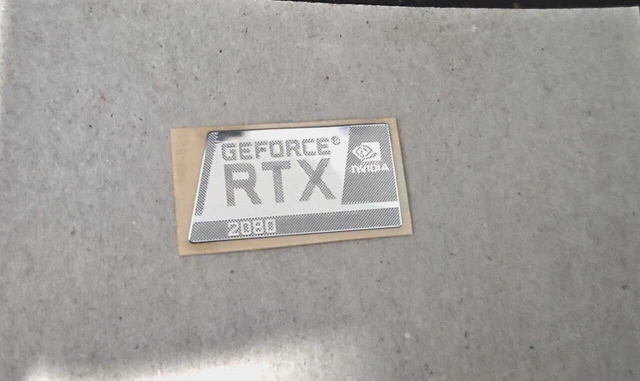 GEFORCE®
RTX
NVIDIA
2080